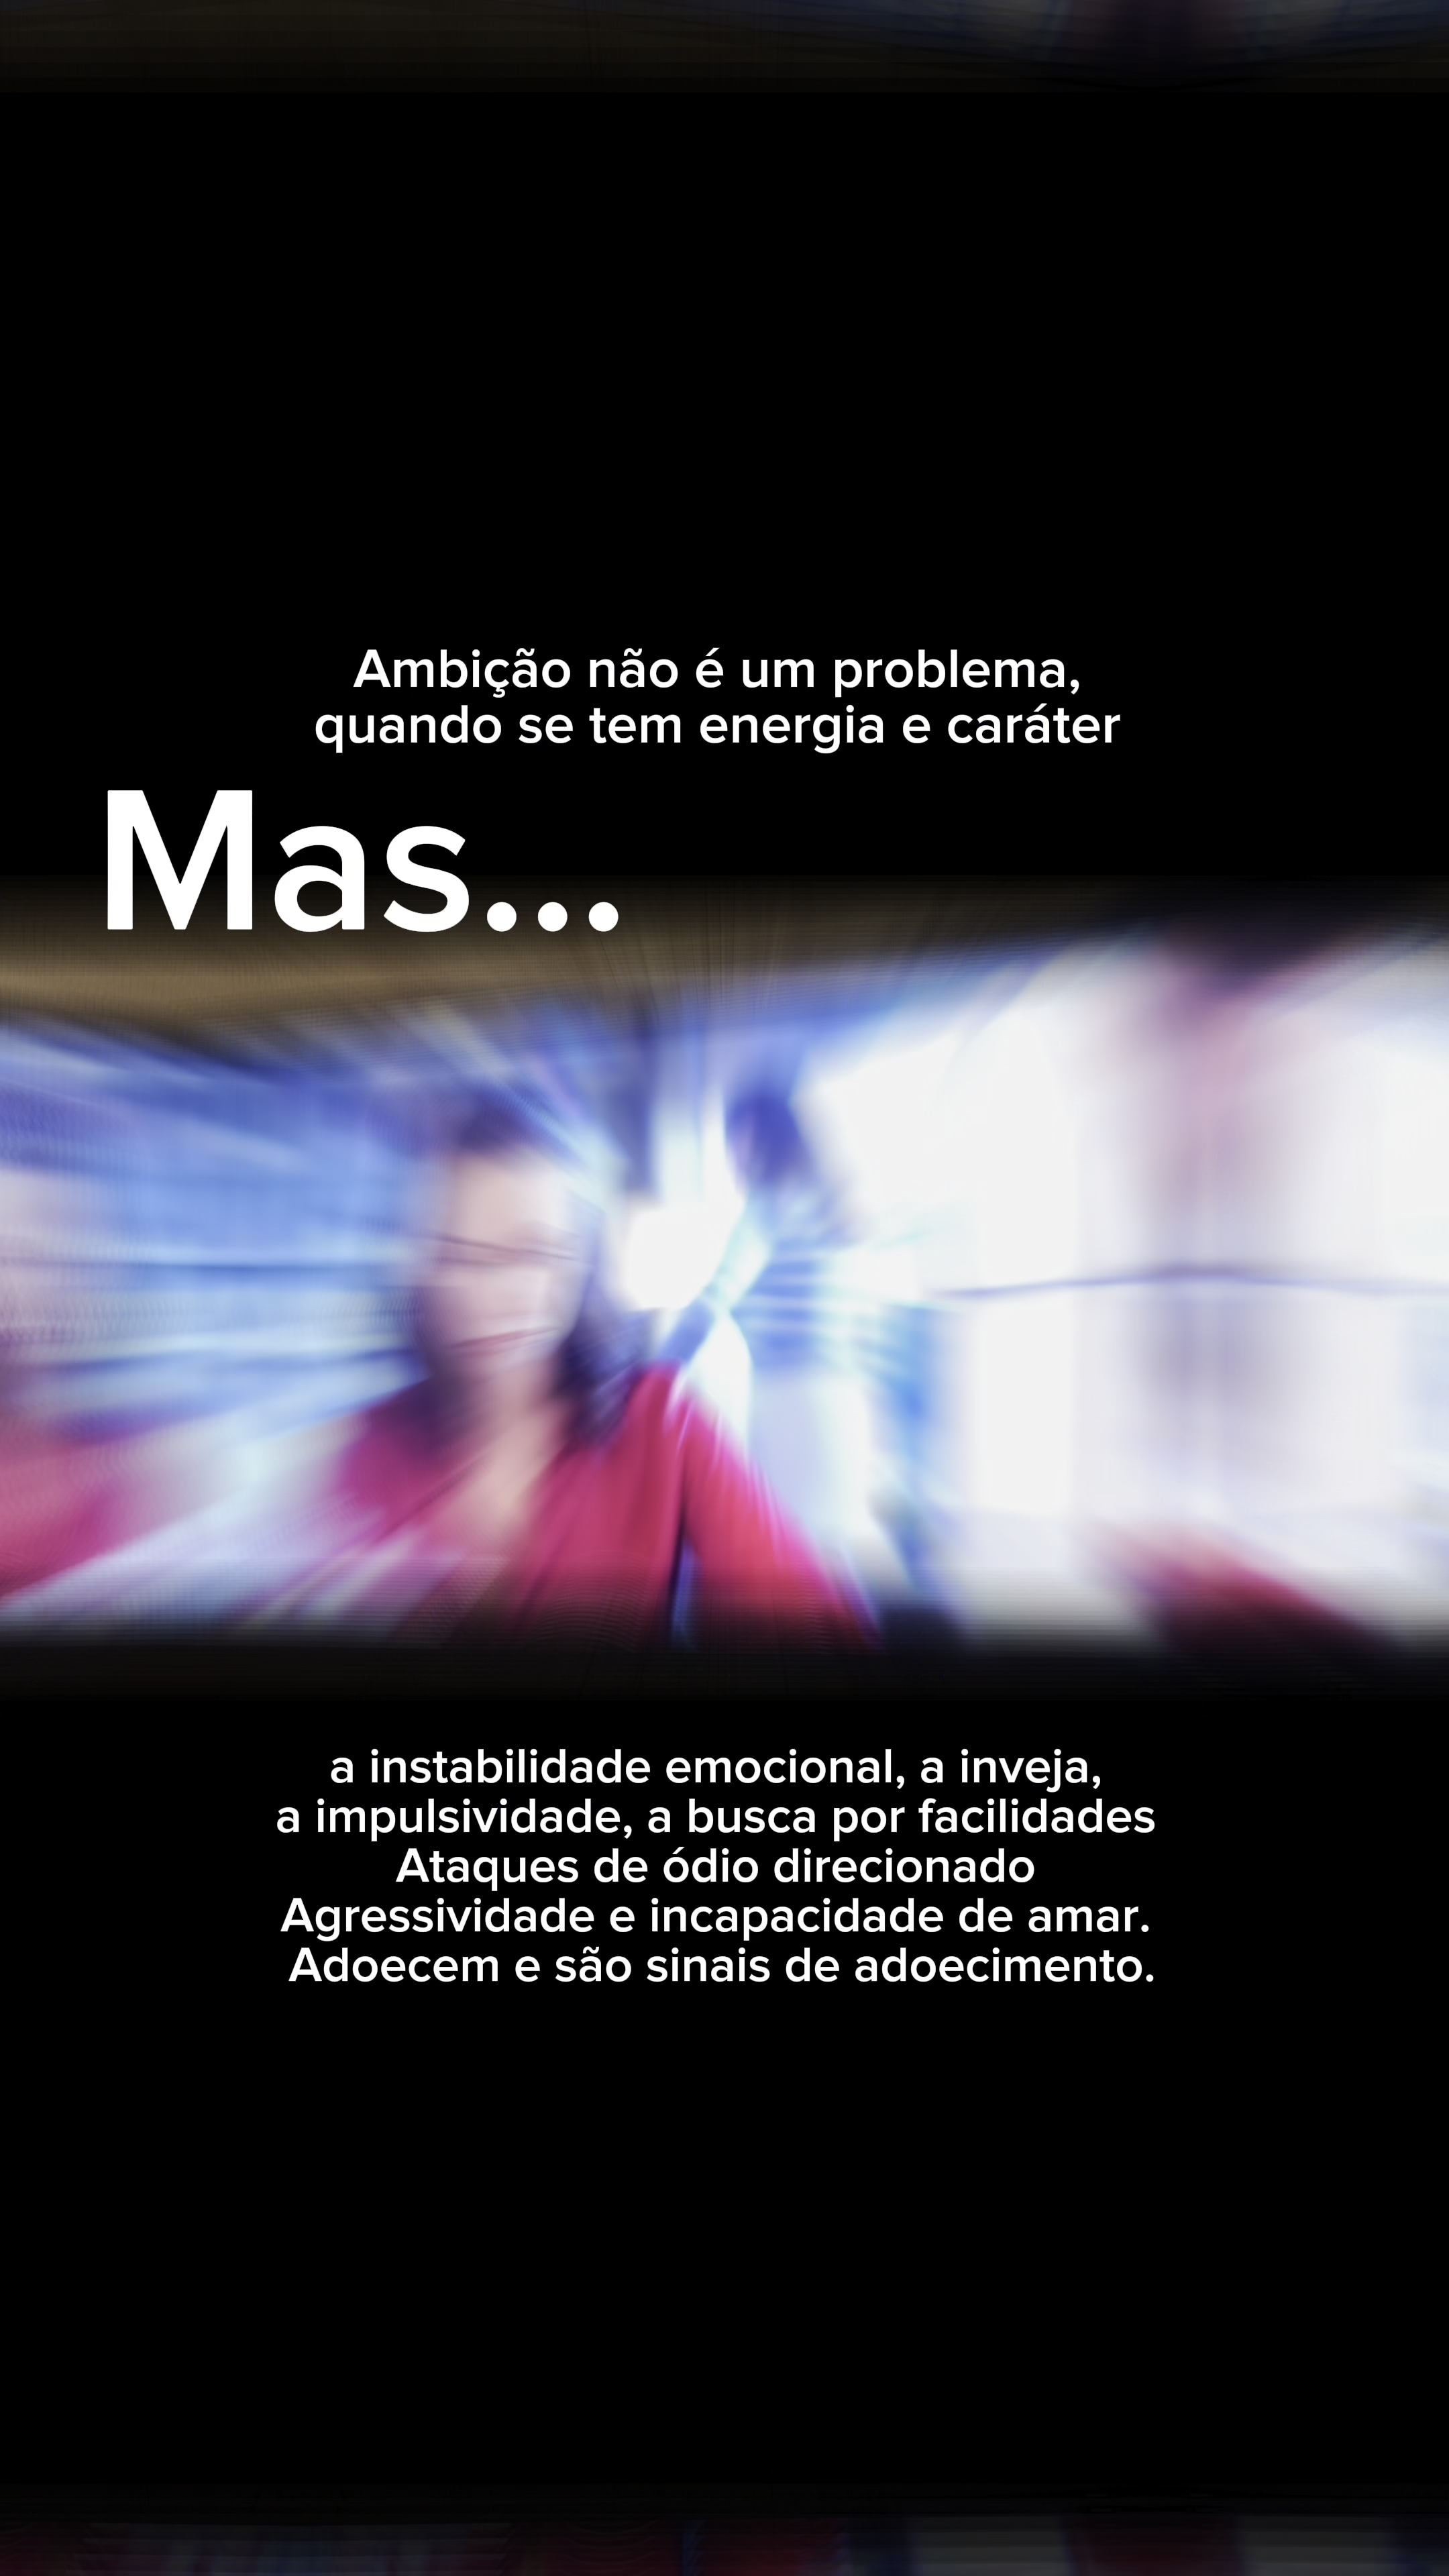 Ambição não é um problema,
quando se tem energia e caráter
Mas...
a instabilidade emocional, a inveja,
a impulsividade, a busca por facilidades
Ataques de ódio direcionado
Agressividade e incapacidade de amar.
Adoecem e são sinais de adoecimento.